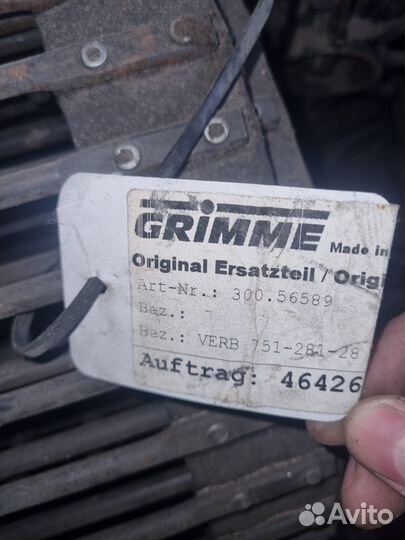 GRIMME Made in
Original Ersatzteil / Origi
Art-Nr.: 300.56589
Bez.: -
Bez.: VERB 751-281-28
Auftrag: 46426
Avito